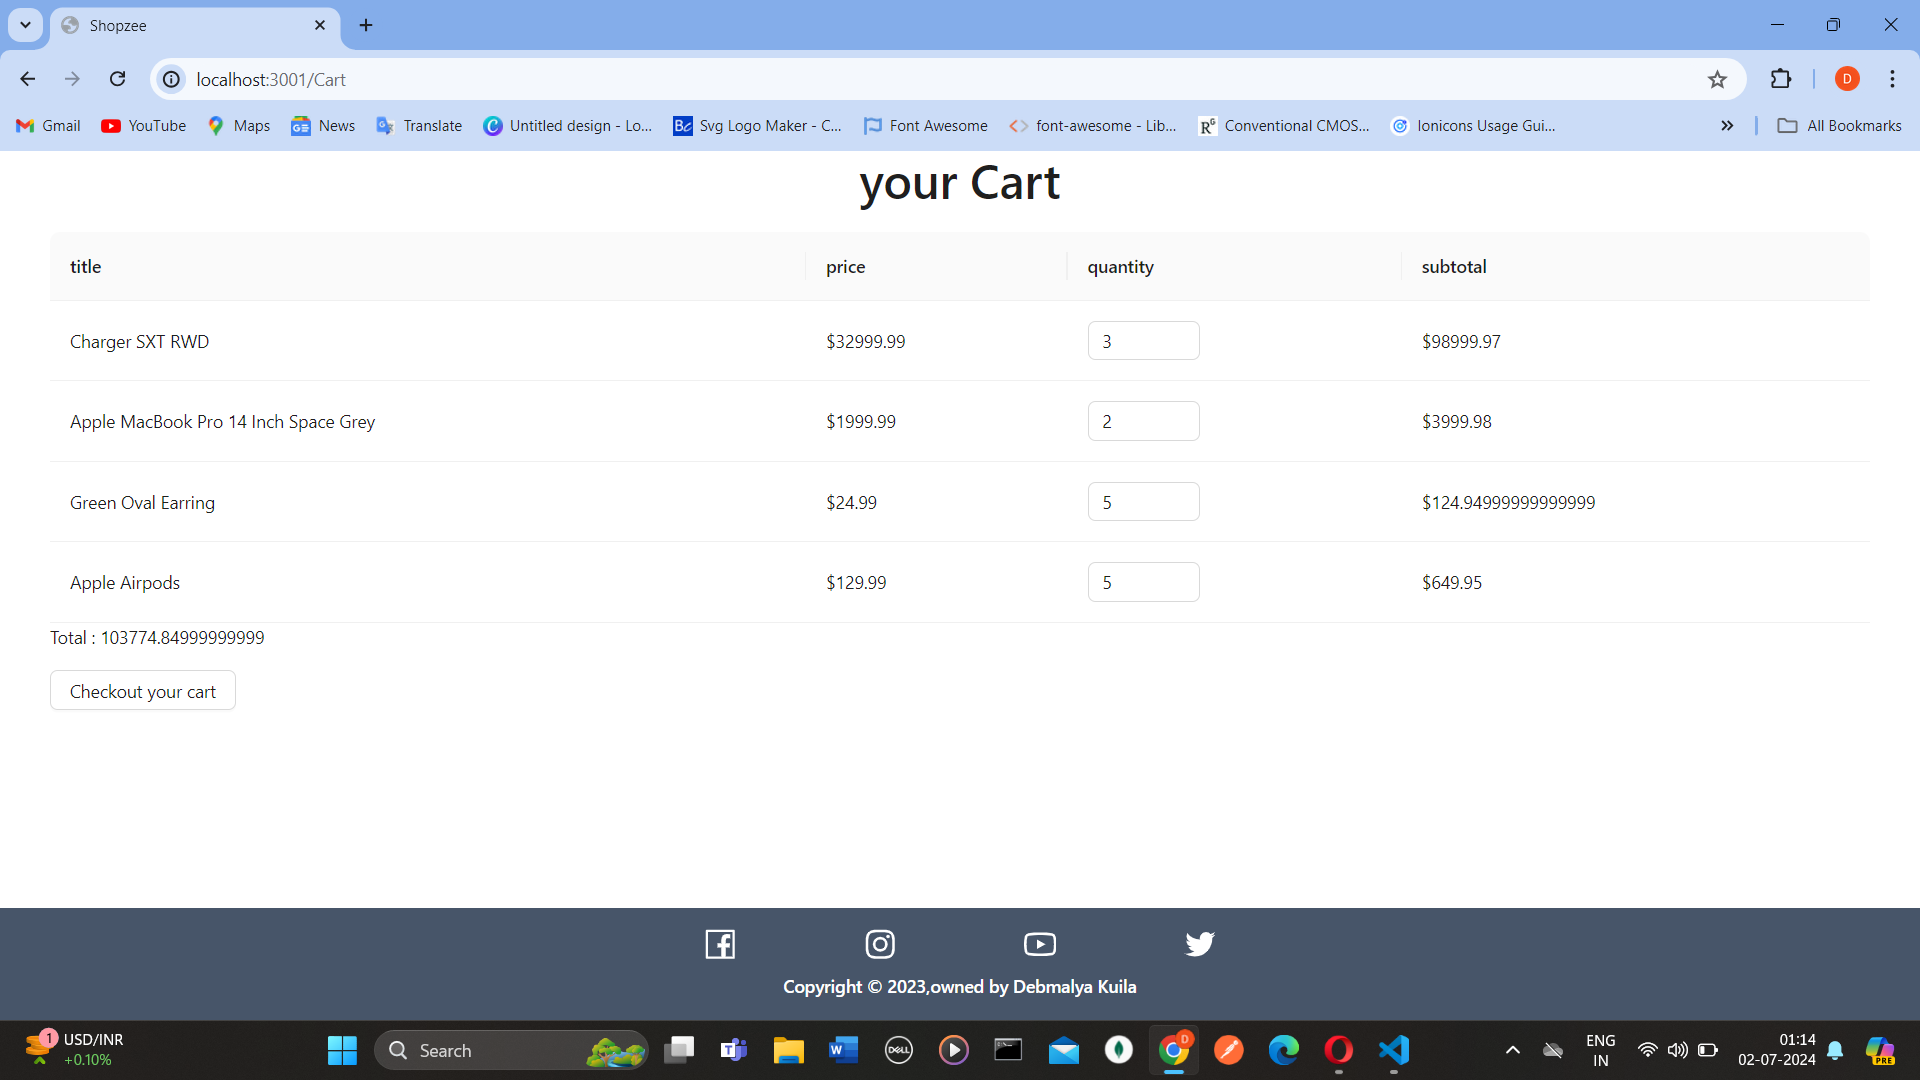 Shopzee
localhost:3001/Cart
Gmail YouTube Maps News Translate Untitled design - Lo... Svg Logo Maker - C... Font Awesome font-awesome - Lib... Conventional CMOS... Ionicons Usage Gui... All Bookmarks
your Cart
title price quantity subtotal
Charger SXT RWD $32999.99 3 $98999.97
Apple MacBook Pro 14 Inch Space Grey $1999.99 2 $3999.98
Green Oval Earring $24.99 5 $124.94999999999999
Apple Airpods $129.99 5 $649.95
Total : 103774.84999999999
Checkout your cart
Copyright © 2023,owned by Debmalya Kuila
1 USD/INR
+0.10%
Search
ENG
IN
01:14
02-07-2024
PRE